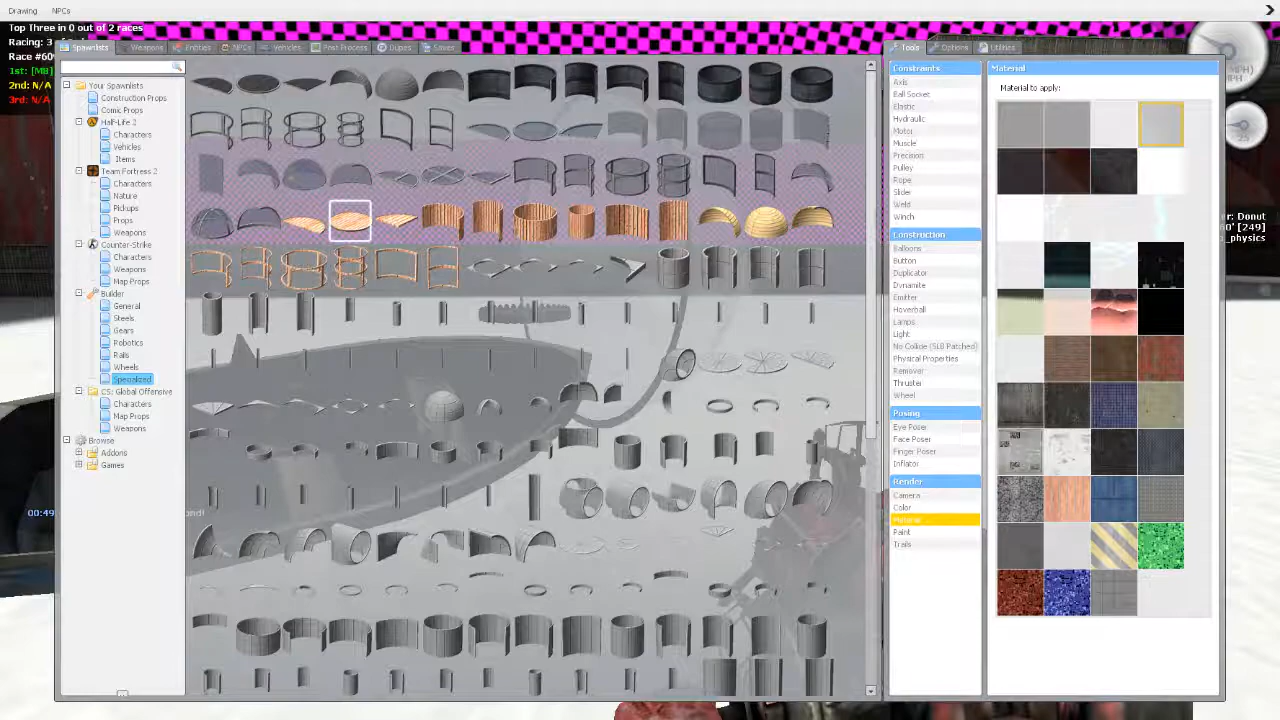 Drawing NPCs
Top Three in 0 out of 2 races
Racing: 3
Race #60
1st: [MB]
2nd: N/A
3rd: N/A
Spawnlists Weapons Entities NPCs Vehicles Post Process Dupes Saves
Your Spawnlists
Construction Props
Comic Props
Half-Life 2
Characters
Vehicles
Items
Team Fortress 2
Characters
Nature
Pickups
Props
Weapons
Counter-Strike
Characters
Weapons
Map Props
Builder
General
Steels
Gears
Robotics
Rails
Wheels
Specialized
CS: Global Offensive
Characters
Map Props
Weapons
Browse
Addons
Games
00:49
and!
Tools Options Utilities
Constraints
Axis
Ball Socket
Elastic
Hydraulic
Motor
Muscle
Precision
Pulley
Rope
Slider
Weld
Winch
Construction
Balloons
Button
Duplicator
Dynamite
Emitter
Hoverball
Lamps
Light
No Collide (SLB Patched)
Physical Properties
Remover
Thruster
Wheel
Posing
Eye Poser
Face Poser
Finger Poser
Inflator
Render
Camera
Color
Material
Paint
Trails
Material
Material to apply:
MPH)
PH
r: Donut
50' [249]
_physics